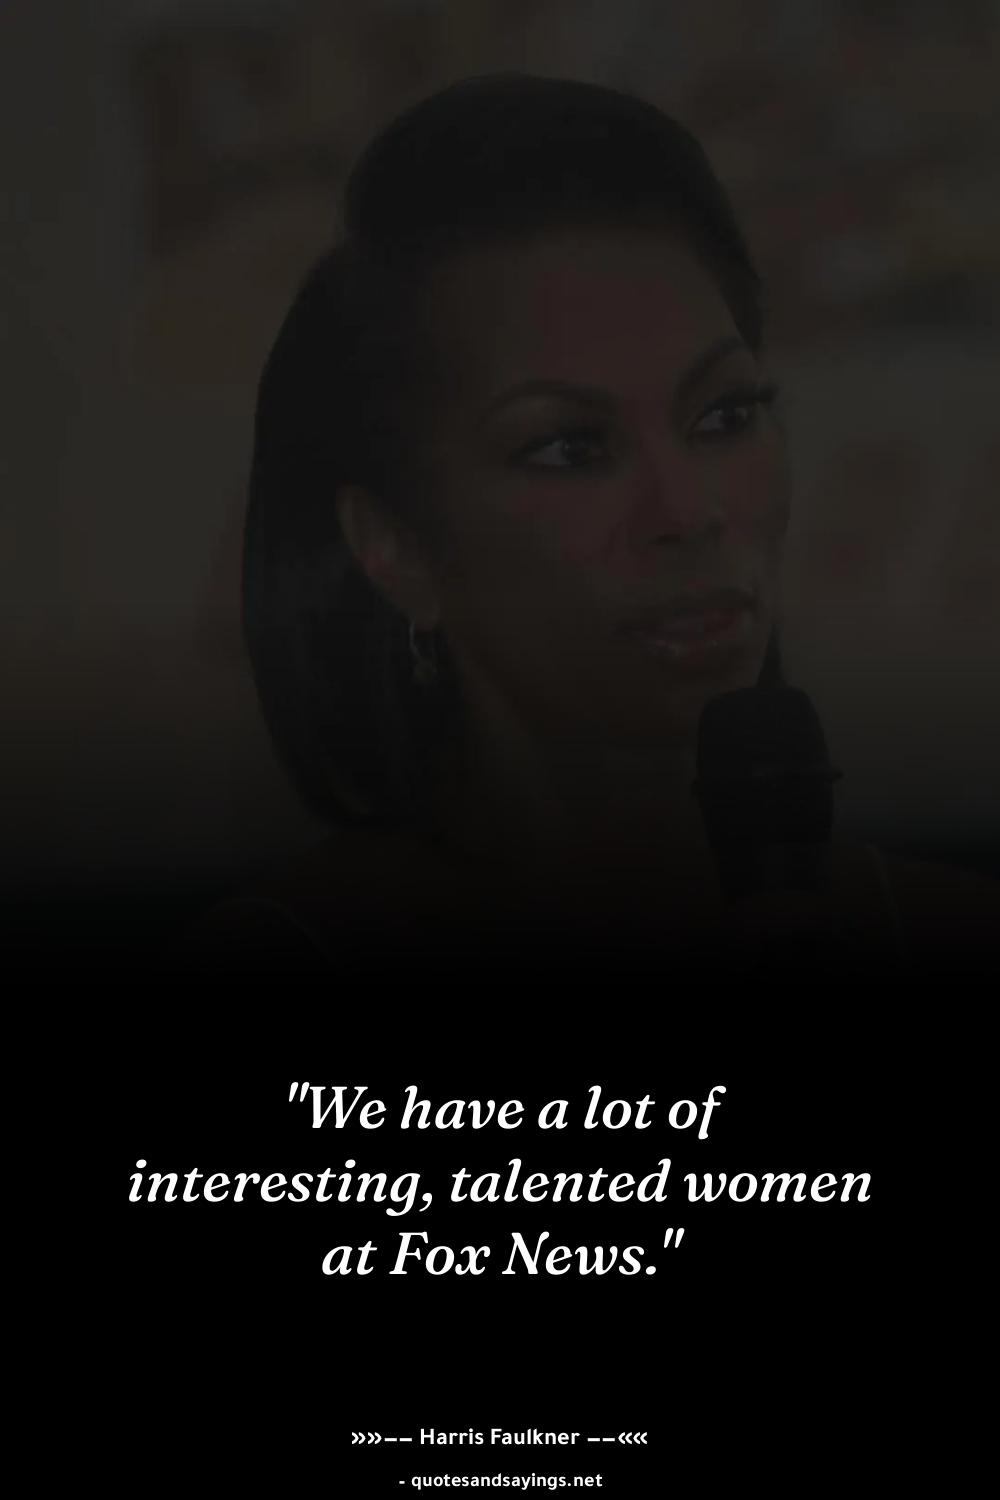 "We have a lot of
interesting, talented women
at Fox News."
»»–– Harris Faulkner ––««
- quotesandsayings.net